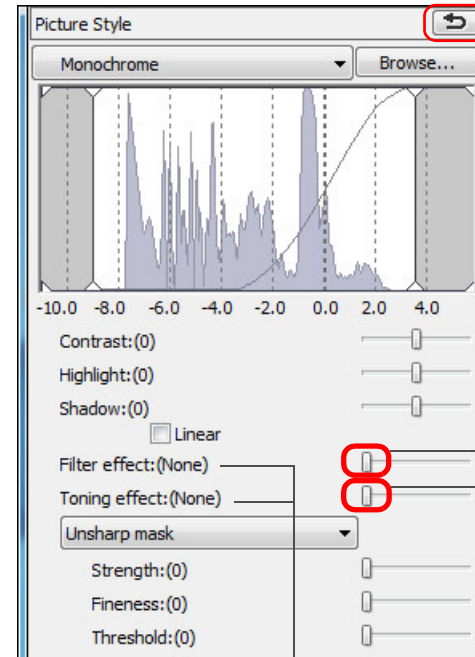 Picture Style
Monochrome Browse...
-10.0 -8.0 -6.0 -4.0 -2.0 0.0 2.0 4.0
Contrast:(0)
Highlight:(0)
Shadow:(0)
Linear
Filter effect:(None)
Toning effect:(None)
Unsharp mask
Strength:(0)
Fineness:(0)
Threshold:(0)